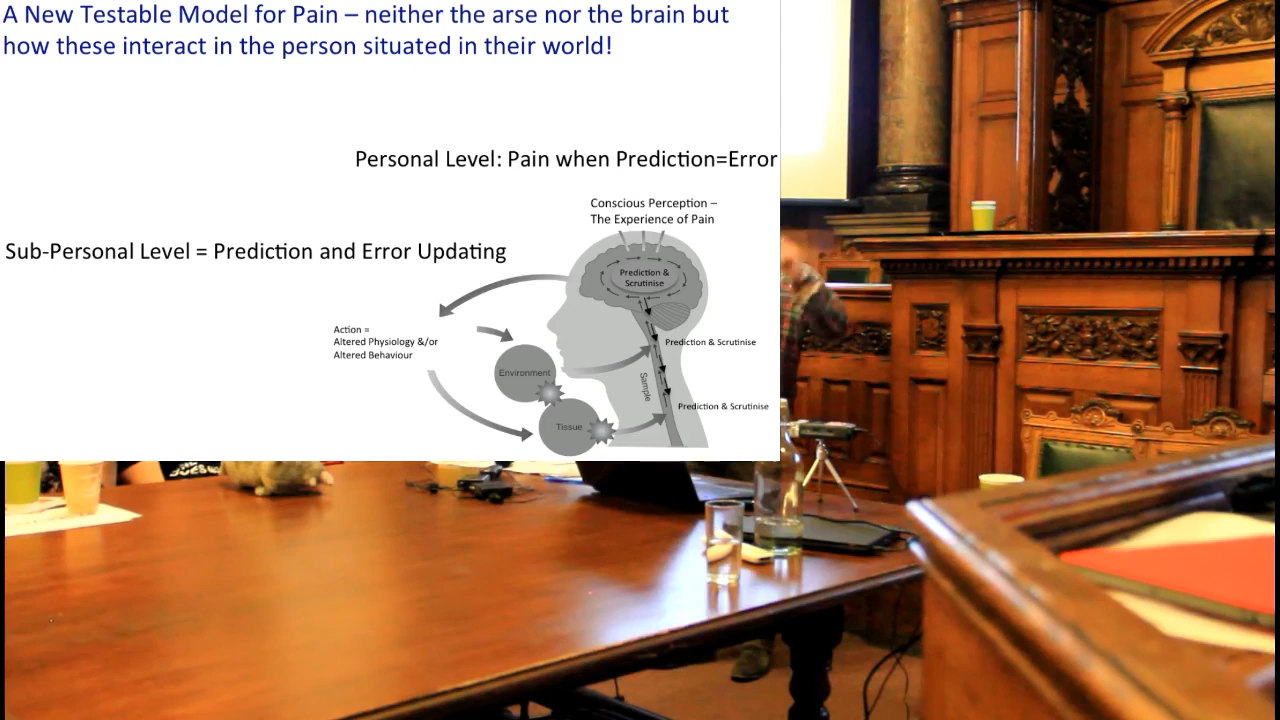 A New Testable Model for Pain – neither the arse nor the brain but
how these interact in the person situated in their world!
Personal Level: Pain when Prediction=Error
Conscious Perception –
The Experience of Pain
Sub-Personal Level = Prediction and Error Updating
Prediction &
Scrutinise
Action =
Altered Physiology &/or
Altered Behaviour
Prediction & Scrutinise
Environment
Sample
Prediction & Scrutinise
Tissue